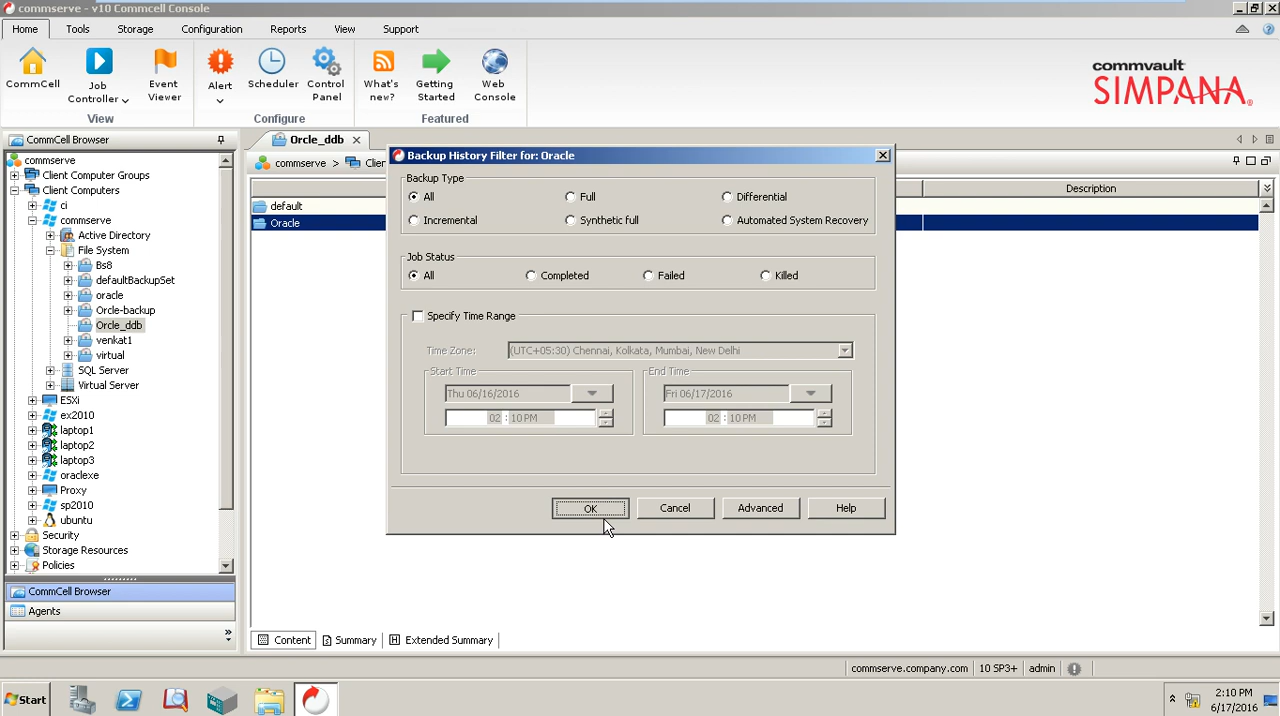 commserve - v10 Commcell Console
Home Tools Storage Configuration Reports View Support
CommCell
Job Controller
Event Viewer
Alert
Scheduler
Control Panel
What's new?
Getting Started
Web Console
View Configure Featured
commvault
SIMPANA
CommCell Browser
commserve
Client Computer Groups
Client Computers
ci
commserve
Active Directory
File System
Bs8
defaultBackupSet
oracle
Orcle-backup
Orcle_ddb
venkat1
virtual
SQL Server
Virtual Server
ESXi
ex2010
laptop1
laptop2
laptop3
oraclexe
Proxy
sp2010
ubuntu
Security
Storage Resources
Policies
CommCell Browser
Agents
Orcle_ddb
commserve > Clien
Description
default
Oracle
Backup History Filter for: Oracle
Backup Type
All Full Differential
Incremental Synthetic full Automated System Recovery
Job Status
All Completed Failed Killed
Specify Time Range
Time Zone: (UTC+05:30) Chennai, Kolkata, Mumbai, New Delhi
Start Time End Time
Thu 06/16/2016 Fri 06/17/2016
02 : 10 PM 02 : 10 PM
OK Cancel Advanced Help
Content Summary Extended Summary
commserve.company.com 10 SP3+ admin
Start
2:10 PM
6/17/2016